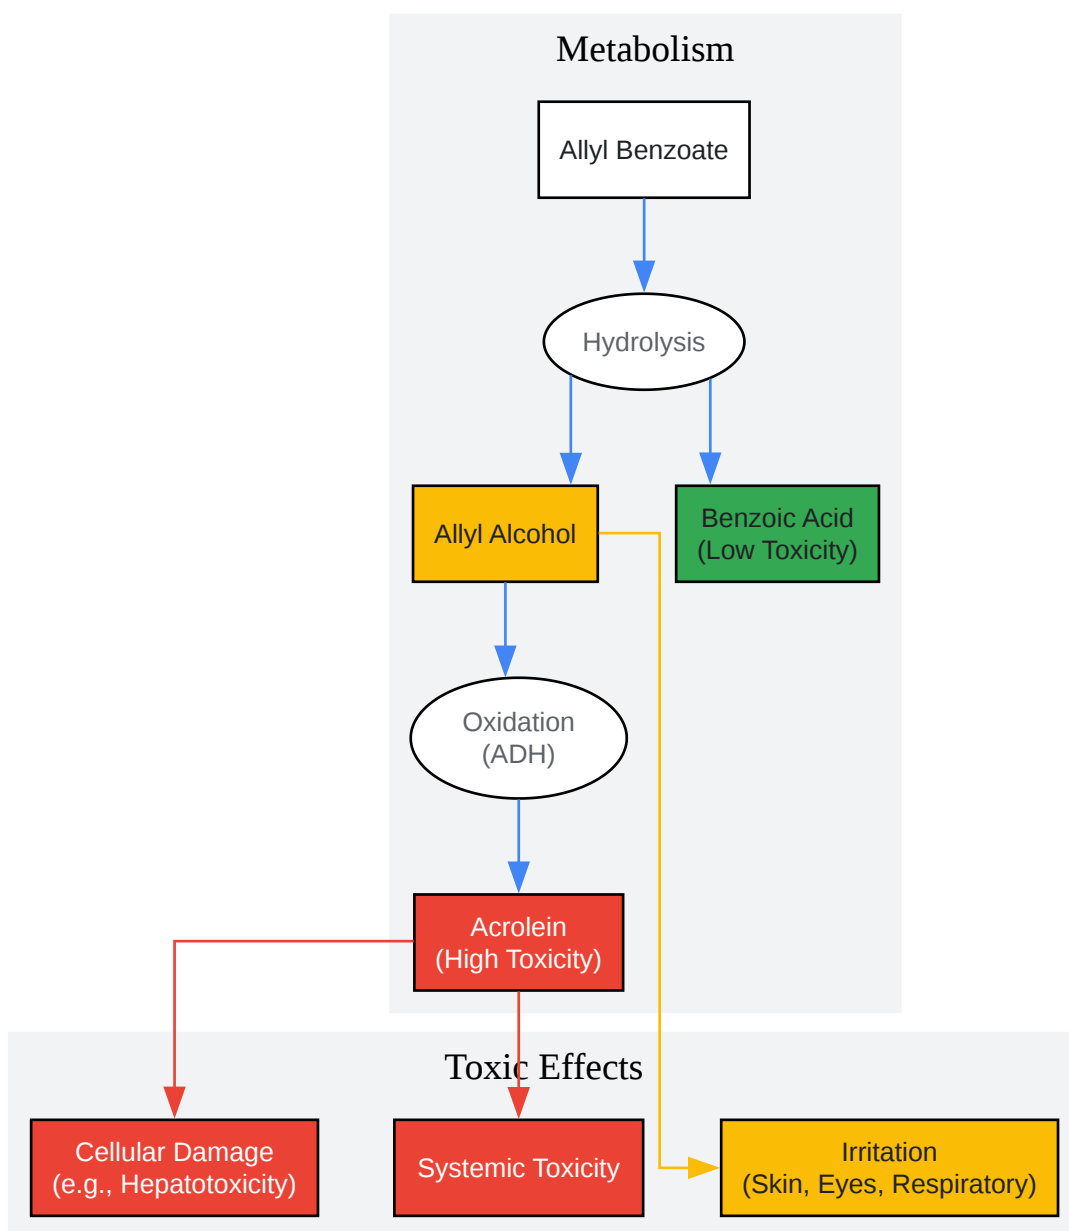 Metabolism
Allyl Benzoate
Hydrolysis
Allyl Alcohol
Benzoic Acid
(Low Toxicity)
Oxidation
(ADH)
Acrolein
(High Toxicity)
Toxic Effects
Cellular Damage
(e.g., Hepatotoxicity)
Systemic Toxicity
Irritation
(Skin, Eyes, Respiratory)